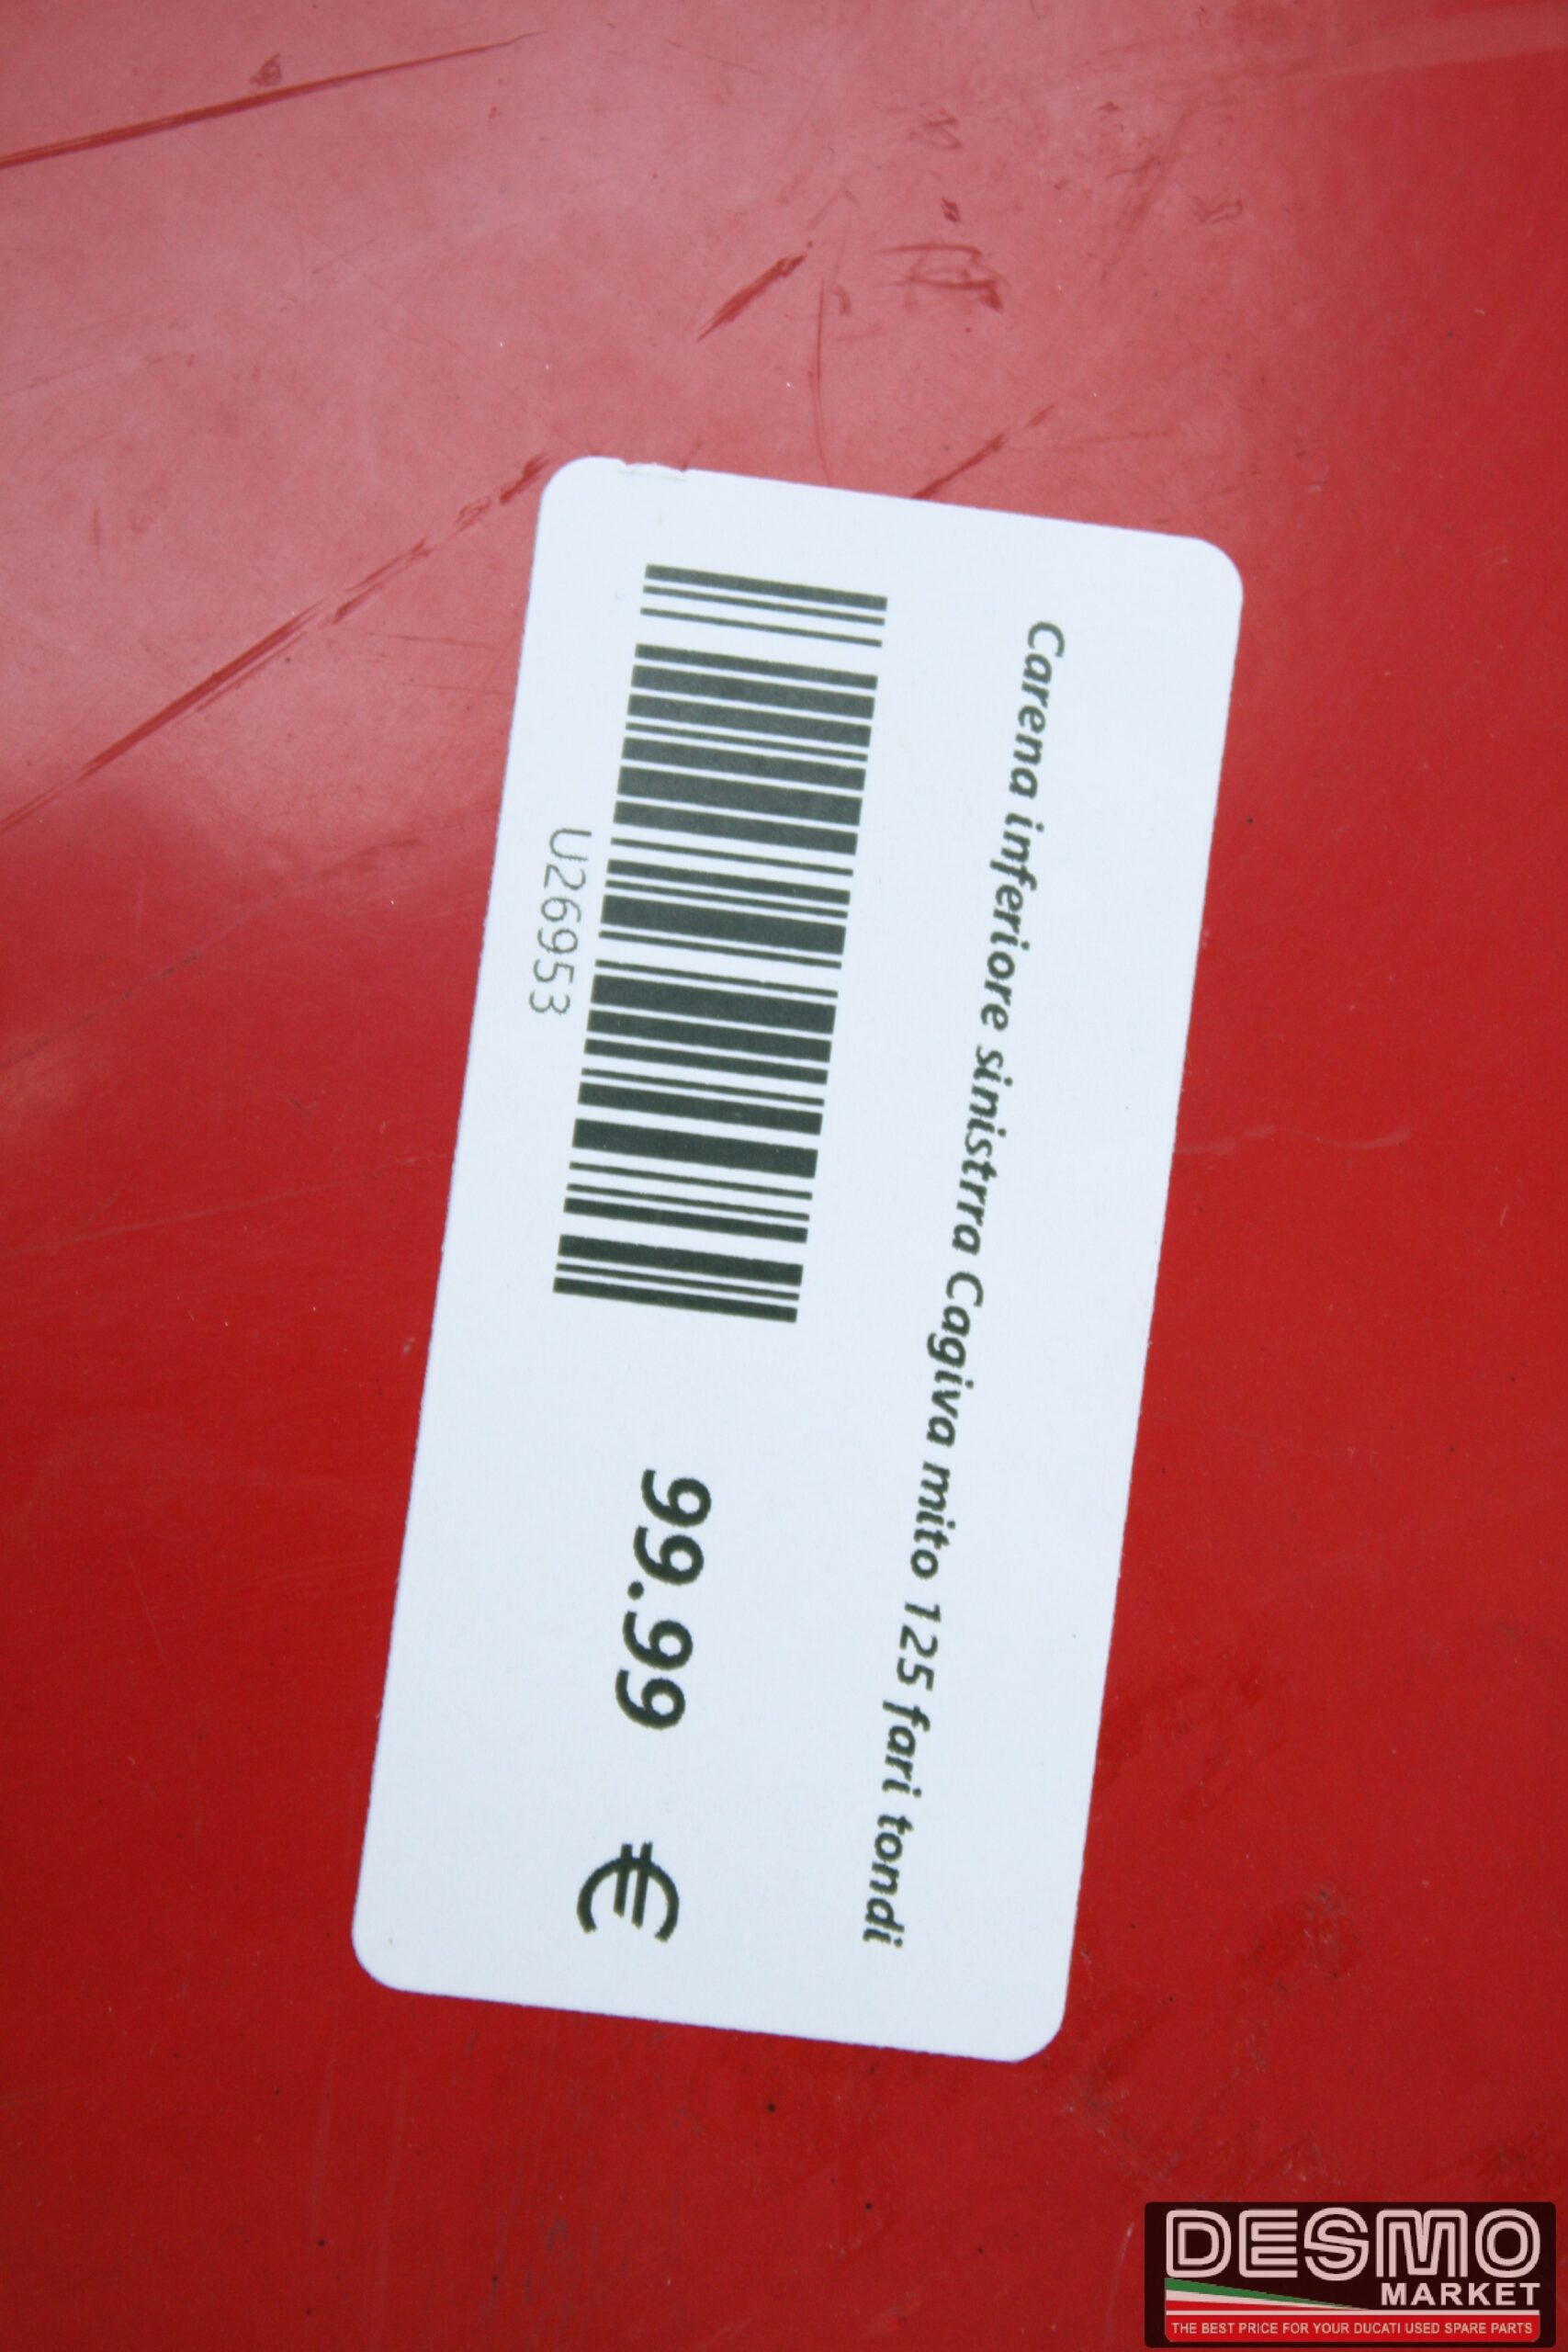 Carena inferiore sinistrra Cagiva mito 125 fari tondi
U26953
99.99 €
DESMO
MARKET
THE BEST PRICE FOR YOUR DUCATI USED SPARE PARTS